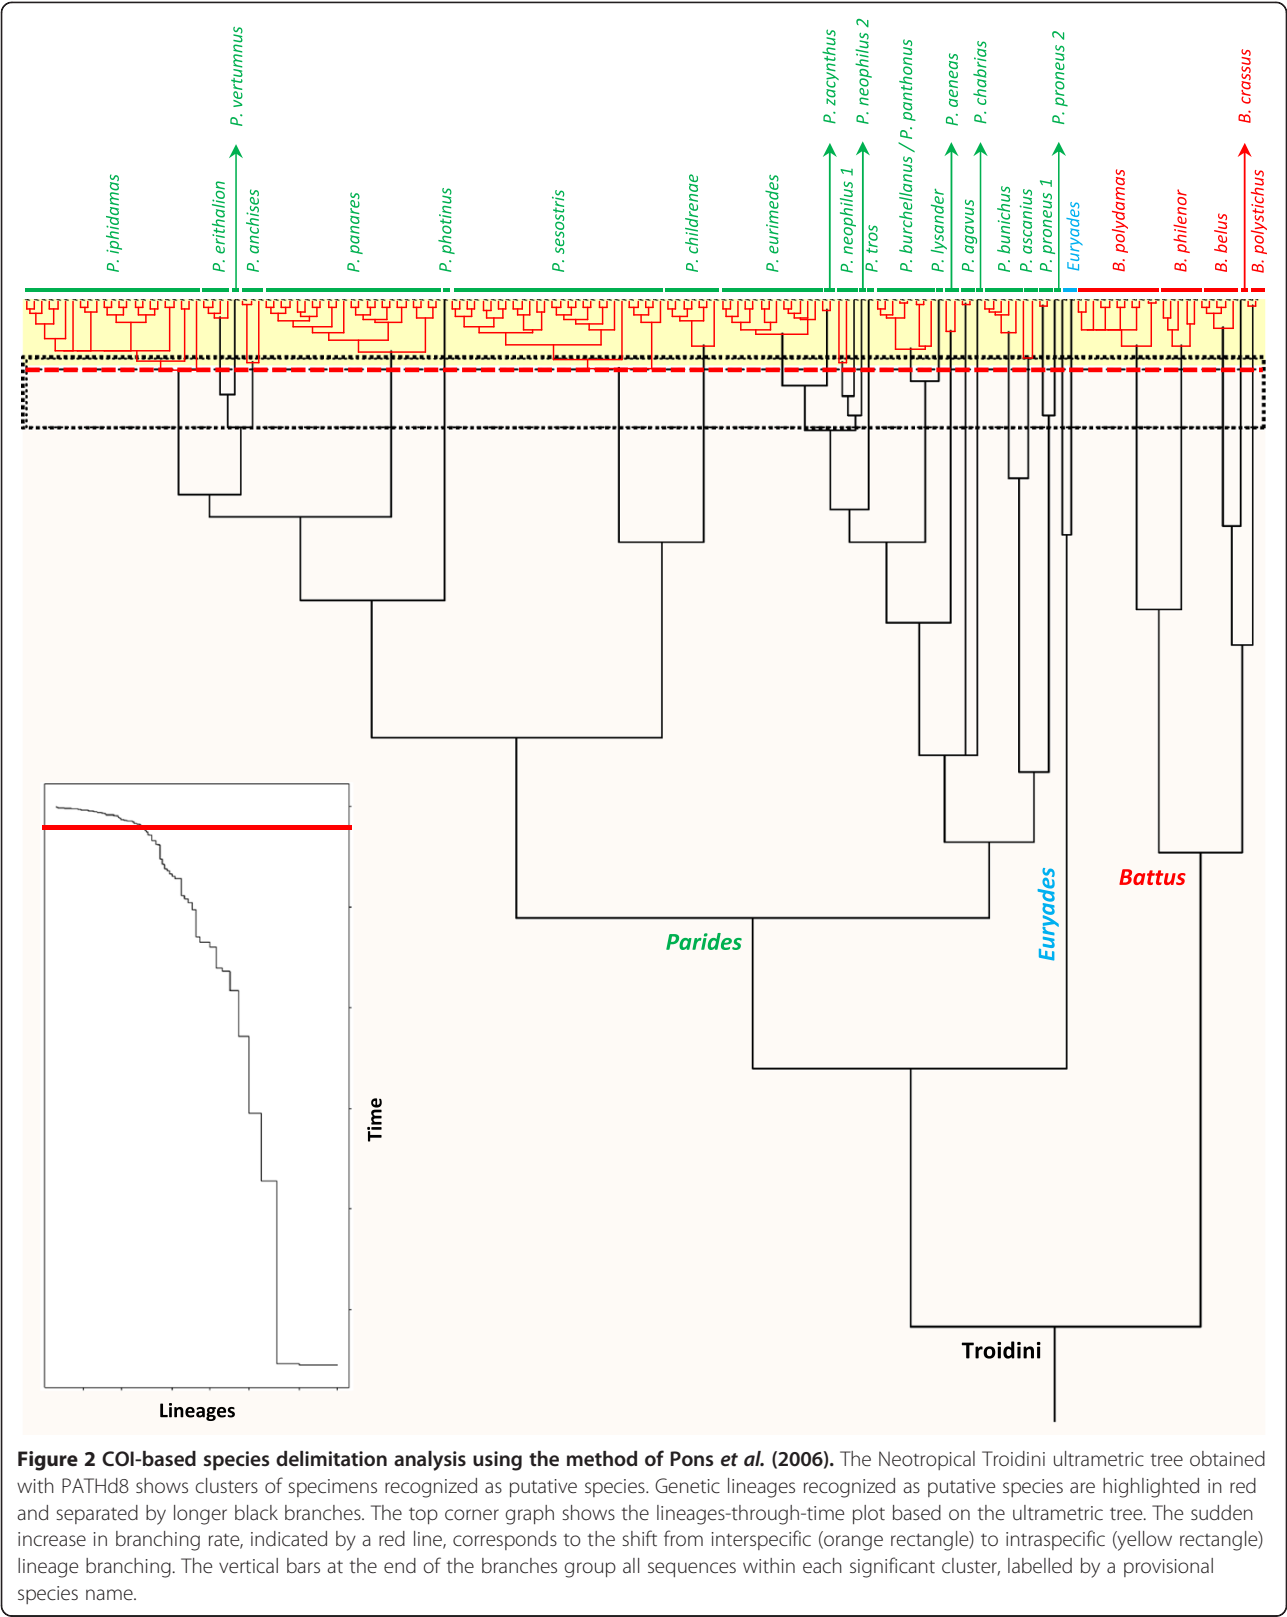 P. iphidamas
P. erithalion
P. vertumnus
P. anchises
P. panares
P. photinus
P. sesostris
P. childrenae
P. eurimedes
P. zacynthus
P. neophilus 1
P. neophilus 2
P. tros
P. burchellanus / P. panthonus
P. lysander
P. aeneas
P. agavus
P. chabrias
P. bunichus
P. ascanius
P. proneus 1
P. proneus 2
Euryades
B. polydamas
B. philenor
B. belus
B. crassus
B. polystichus
Battus
Euryades
Parides
Time
Troidini
Lineages
Figure 2 COI-based species delimitation analysis using the method of Pons et al. (2006). The Neotropical Troidini ultrametric tree obtained
with PATHd8 shows clusters of specimens recognized as putative species. Genetic lineages recognized as putative species are highlighted in red
and separated by longer black branches. The top corner graph shows the lineages-through-time plot based on the ultrametric tree. The sudden
increase in branching rate, indicated by a red line, corresponds to the shift from interspecific (orange rectangle) to intraspecific (yellow rectangle)
lineage branching. The vertical bars at the end of the branches group all sequences within each significant cluster, labelled by a provisional
species name.